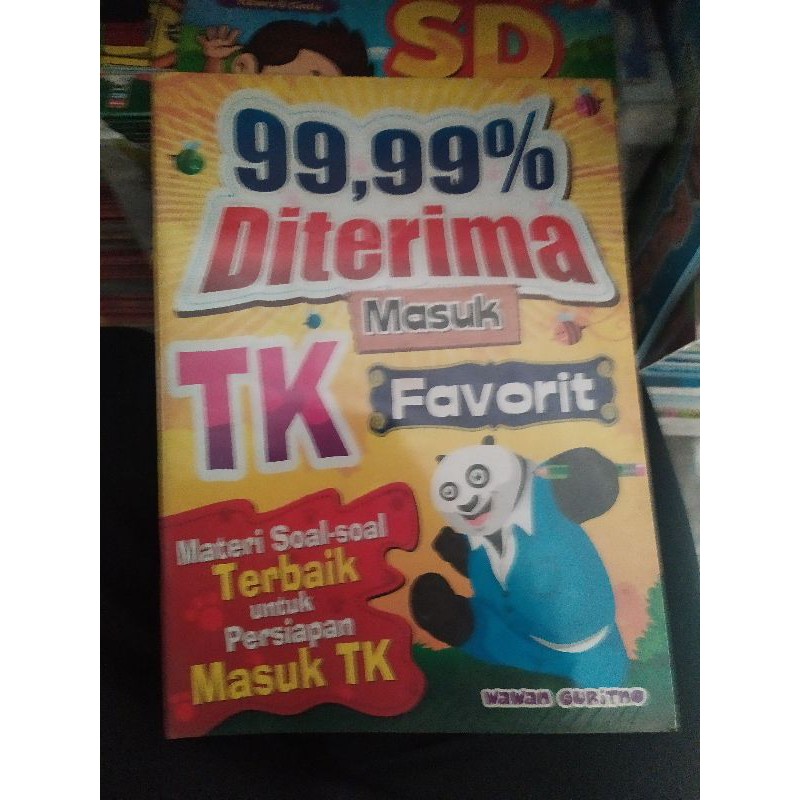 SD
99,99%
Diterima
Masuk
TK
Favorit
Materi Soal-soal
Terbaik
untuk
Persiapan
Masuk TK
Wawan Guritno